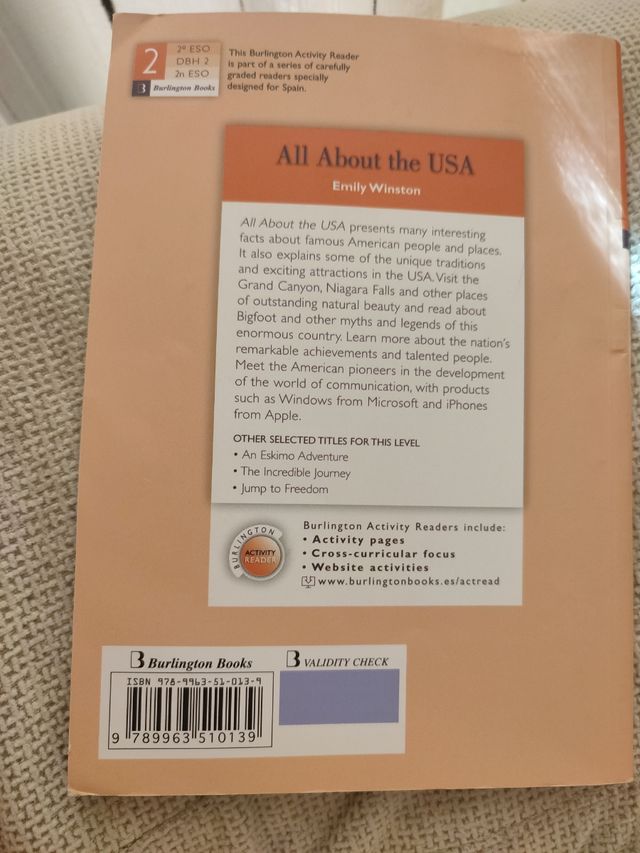 2
2º ESO
DBH 2
2n ESO
B Burlington Books
This Burlington Activity Reader
is part of a series of carefully
graded readers specially
designed for Spain.
All About the USA
Emily Winston
All About the USA presents many interesting
facts about famous American people and places.
It also explains some of the unique traditions
and exciting attractions in the USA. Visit the
Grand Canyon, Niagara Falls and other places
of outstanding natural beauty and read about
Bigfoot and other myths and legends of this
enormous country. Learn more about the nation's
remarkable achievements and talented people.
Meet the American pioneers in the development
of the world of communication, with products
such as Windows from Microsoft and iPhones
from Apple.
OTHER SELECTED TITLES FOR THIS LEVEL
• An Eskimo Adventure
• The Incredible Journey
• Jump to Freedom
BURLINGTON
ACTIVITY
READER
Burlington Activity Readers include:
• Activity pages
• Cross-curricular focus
• Website activities
www.burlingtonbooks.es/actread
B Burlington Books
B VALIDITY CHECK
ISBN 978-9963-51-013-9
9 789963 510139